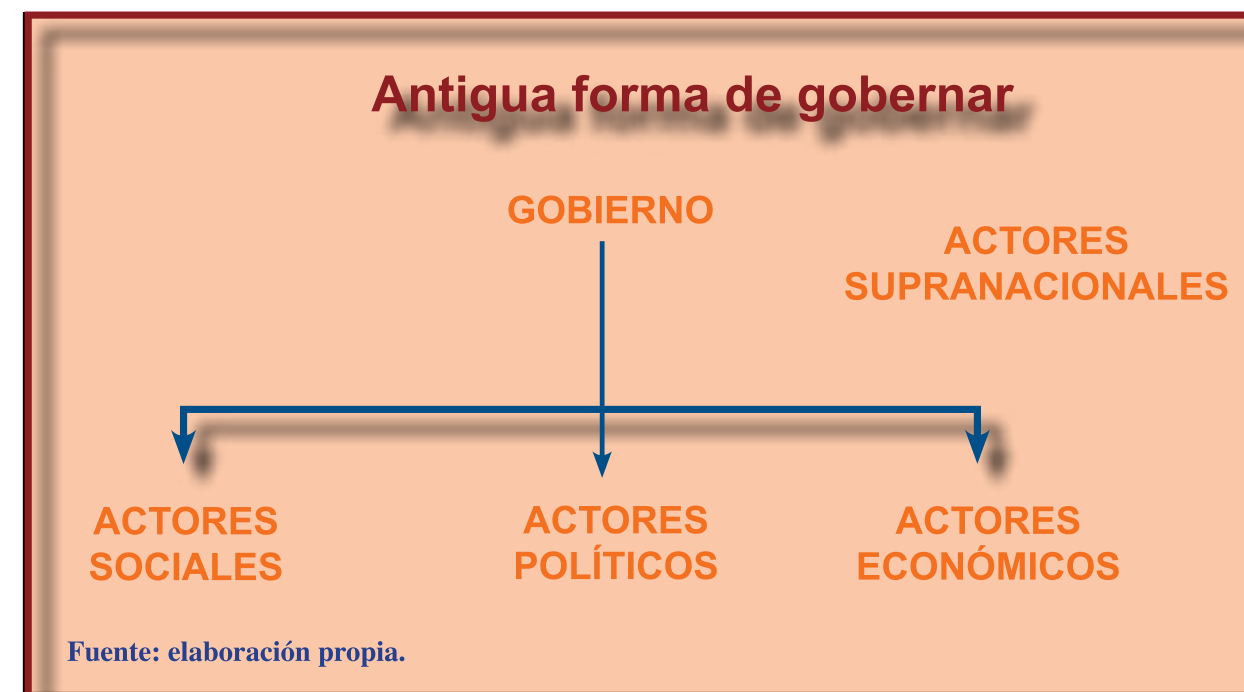 Antigua forma de gobernar
GOBIERNO
ACTORES
SUPRANACIONALES
ACTORES
SOCIALES
ACTORES
POLÍTICOS
ACTORES
ECONÓMICOS
Fuente: elaboración propia.